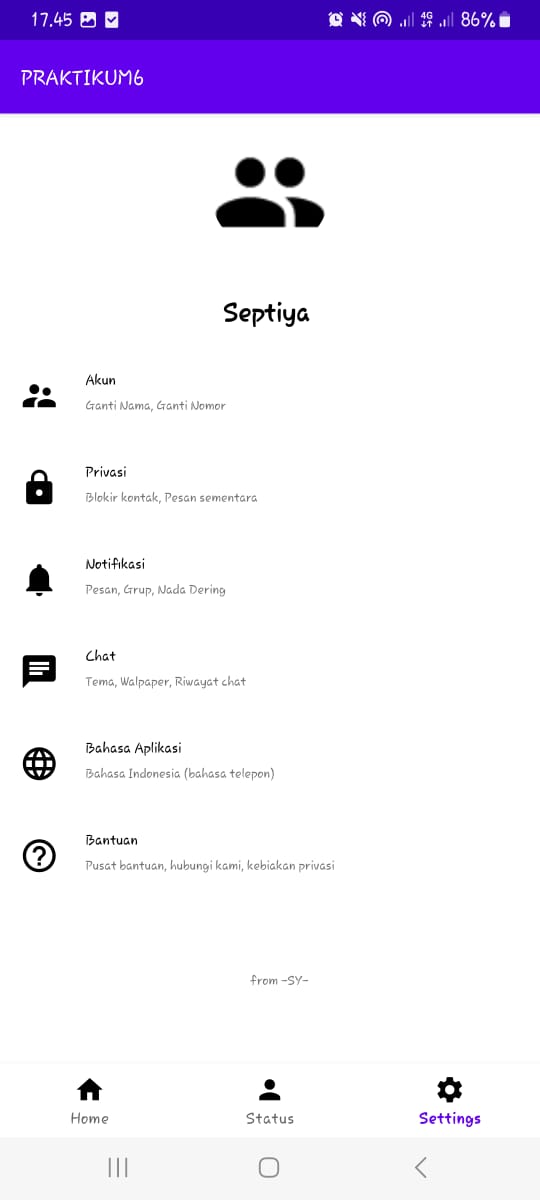 17.45
4G
86%
PRAKTIKUM6
Septiya
Akun
Ganti Nama, Ganti Nomor
Privasi
Blokir kontak, Pesan sementara
Notifikasi
Pesan, Grup, Nada Dering
Chat
Tema, Walpaper, Riwayat chat
Bahasa Aplikasi
Bahasa Indonesia (bahasa telepon)
Bantuan
Pusat bantuan, hubungi kami, kebiakan privasi
from -SY-
Home
Status
Settings